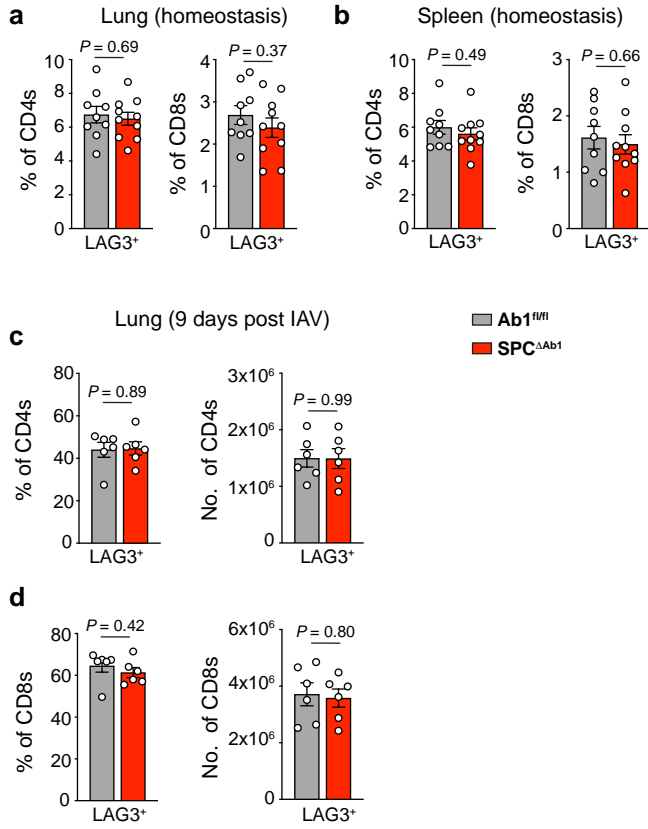 a Lung (homeostasis)
P = 0.69
% of CD4s
10
8
6
4
2
0
LAG3⁺
P = 0.37
% of CD8s
4
3
2
1
0
LAG3⁺
b Spleen (homeostasis)
P = 0.49
% of CD4s
10
8
6
4
2
0
LAG3⁺
P = 0.66
% of CD8s
3
2
1
0
LAG3⁺
Lung (9 days post IAV)
Ab1fl/fl
SPCΔAb1
c
P = 0.89
% of CD4s
80
60
40
20
0
LAG3⁺
P = 0.99
No. of CD4s
3x10⁶
2x10⁶
1x10⁶
0
LAG3⁺
d
P = 0.42
% of CD8s
80
60
40
20
0
LAG3⁺
P = 0.80
No. of CD8s
6x10⁶
4x10⁶
2x10⁶
0
LAG3⁺